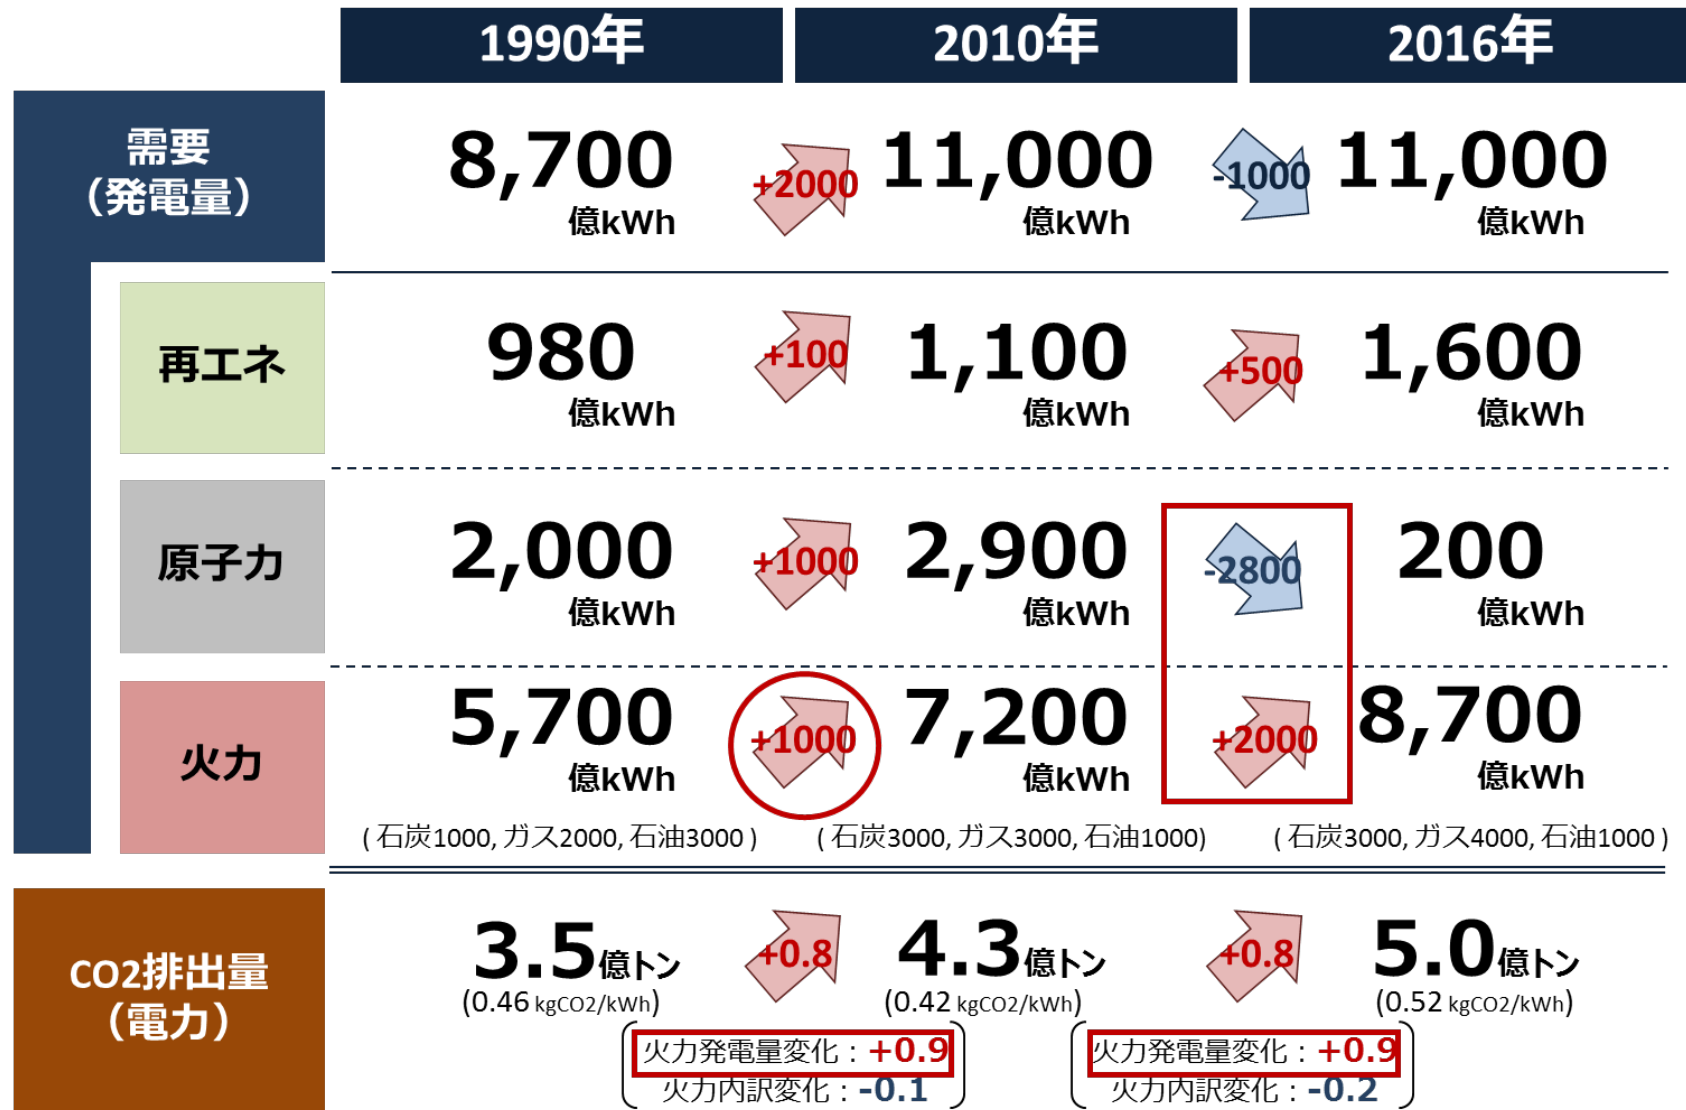 1990年
2010年
2016年
需要
（発電量）
8,700
億kWh
+2000
11,000
億kWh
-1000
11,000
億kWh
再エネ
980
億kWh
+100
1,100
億kWh
+500
1,600
億kWh
原子力
2,000
億kWh
+1000
2,900
億kWh
-2800
200
億kWh
火力
5,700
億kWh
+1000
7,200
億kWh
+2000
8,700
億kWh
( 石炭1000, ガス2000, 石油3000 )
( 石炭3000, ガス3000, 石油1000)
( 石炭3000, ガス4000, 石油1000 )
CO2排出量
（電力）
3.5億トン
(0.46 kgCO2/kWh)
+0.8
4.3億トン
(0.42 kgCO2/kWh)
+0.8
5.0億トン
(0.52 kgCO2/kWh)
火力発電量変化：+0.9
火力内訳変化：-0.1
火力発電量変化：+0.9
火力内訳変化：-0.2